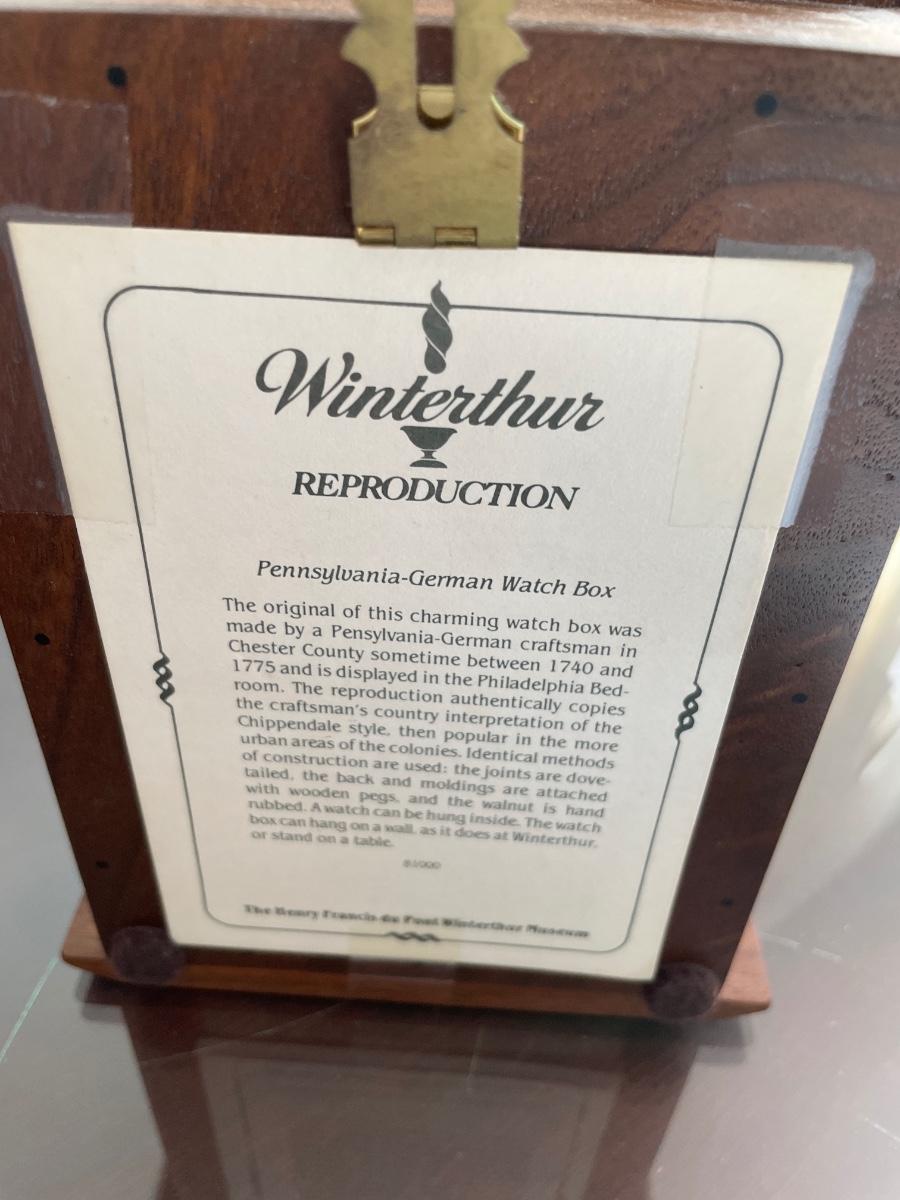 Winterthur
REPRODUCTION
Pennsylvania-German Watch Box
The original of this charming watch box was
made by a Pensylvania-German craftsman in
Chester County sometime between 1740 and
1775 and is displayed in the Philadelphia Bed-
room. The reproduction authentically copies
the craftsman's country interpretation of the
Chippendale style, then popular in the more
urban areas of the colonies. Identical methods
of construction are used: the joints are dove-
tailed, the back and moldings are attached
with wooden pegs, and the walnut is hand
rubbed. A watch can be hung inside. The watch
box can hang on a wall, as it does at Winterthur,
or stand on a table.
The Henry Francis du Pont Winterthur Museum